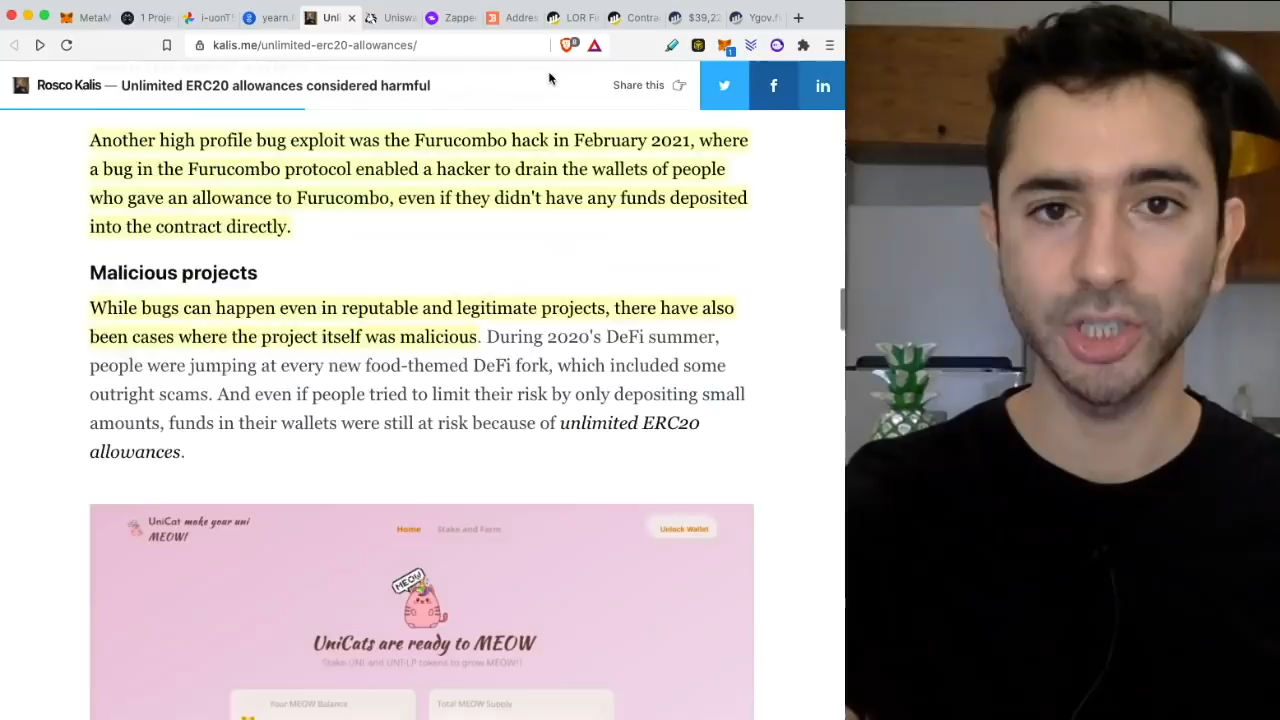 MetaM
1 Proje
i-uonT
yearn.
Unli
Uniswa
Zappe
Addre
LOR Fi
Contra
$39,2
Ygov.f
kalis.me/unlimited-erc20-allowances/
Rosco Kalis — Unlimited ERC20 allowances considered harmful
Share this
Another high profile bug exploit was the Furucombo hack in February 2021, where
a bug in the Furucombo protocol enabled a hacker to drain the wallets of people
who gave an allowance to Furucombo, even if they didn't have any funds deposited
into the contract directly.
Malicious projects
While bugs can happen even in reputable and legitimate projects, there have also
been cases where the project itself was malicious. During 2020's DeFi summer,
people were jumping at every new food-themed DeFi fork, which included some
outright scams. And even if people tried to limit their risk by only depositing small
amounts, funds in their wallets were still at risk because of unlimited ERC20
allowances.
UniCat make your uni
MEOW!
Home
Stake and Farm
Unlock Wallet
MEOW
UniCats are ready to MEOW
Stake UNI and UNI-LP tokens to grow MEOW!!
Your MEOW Balance
Total MEOW Supply